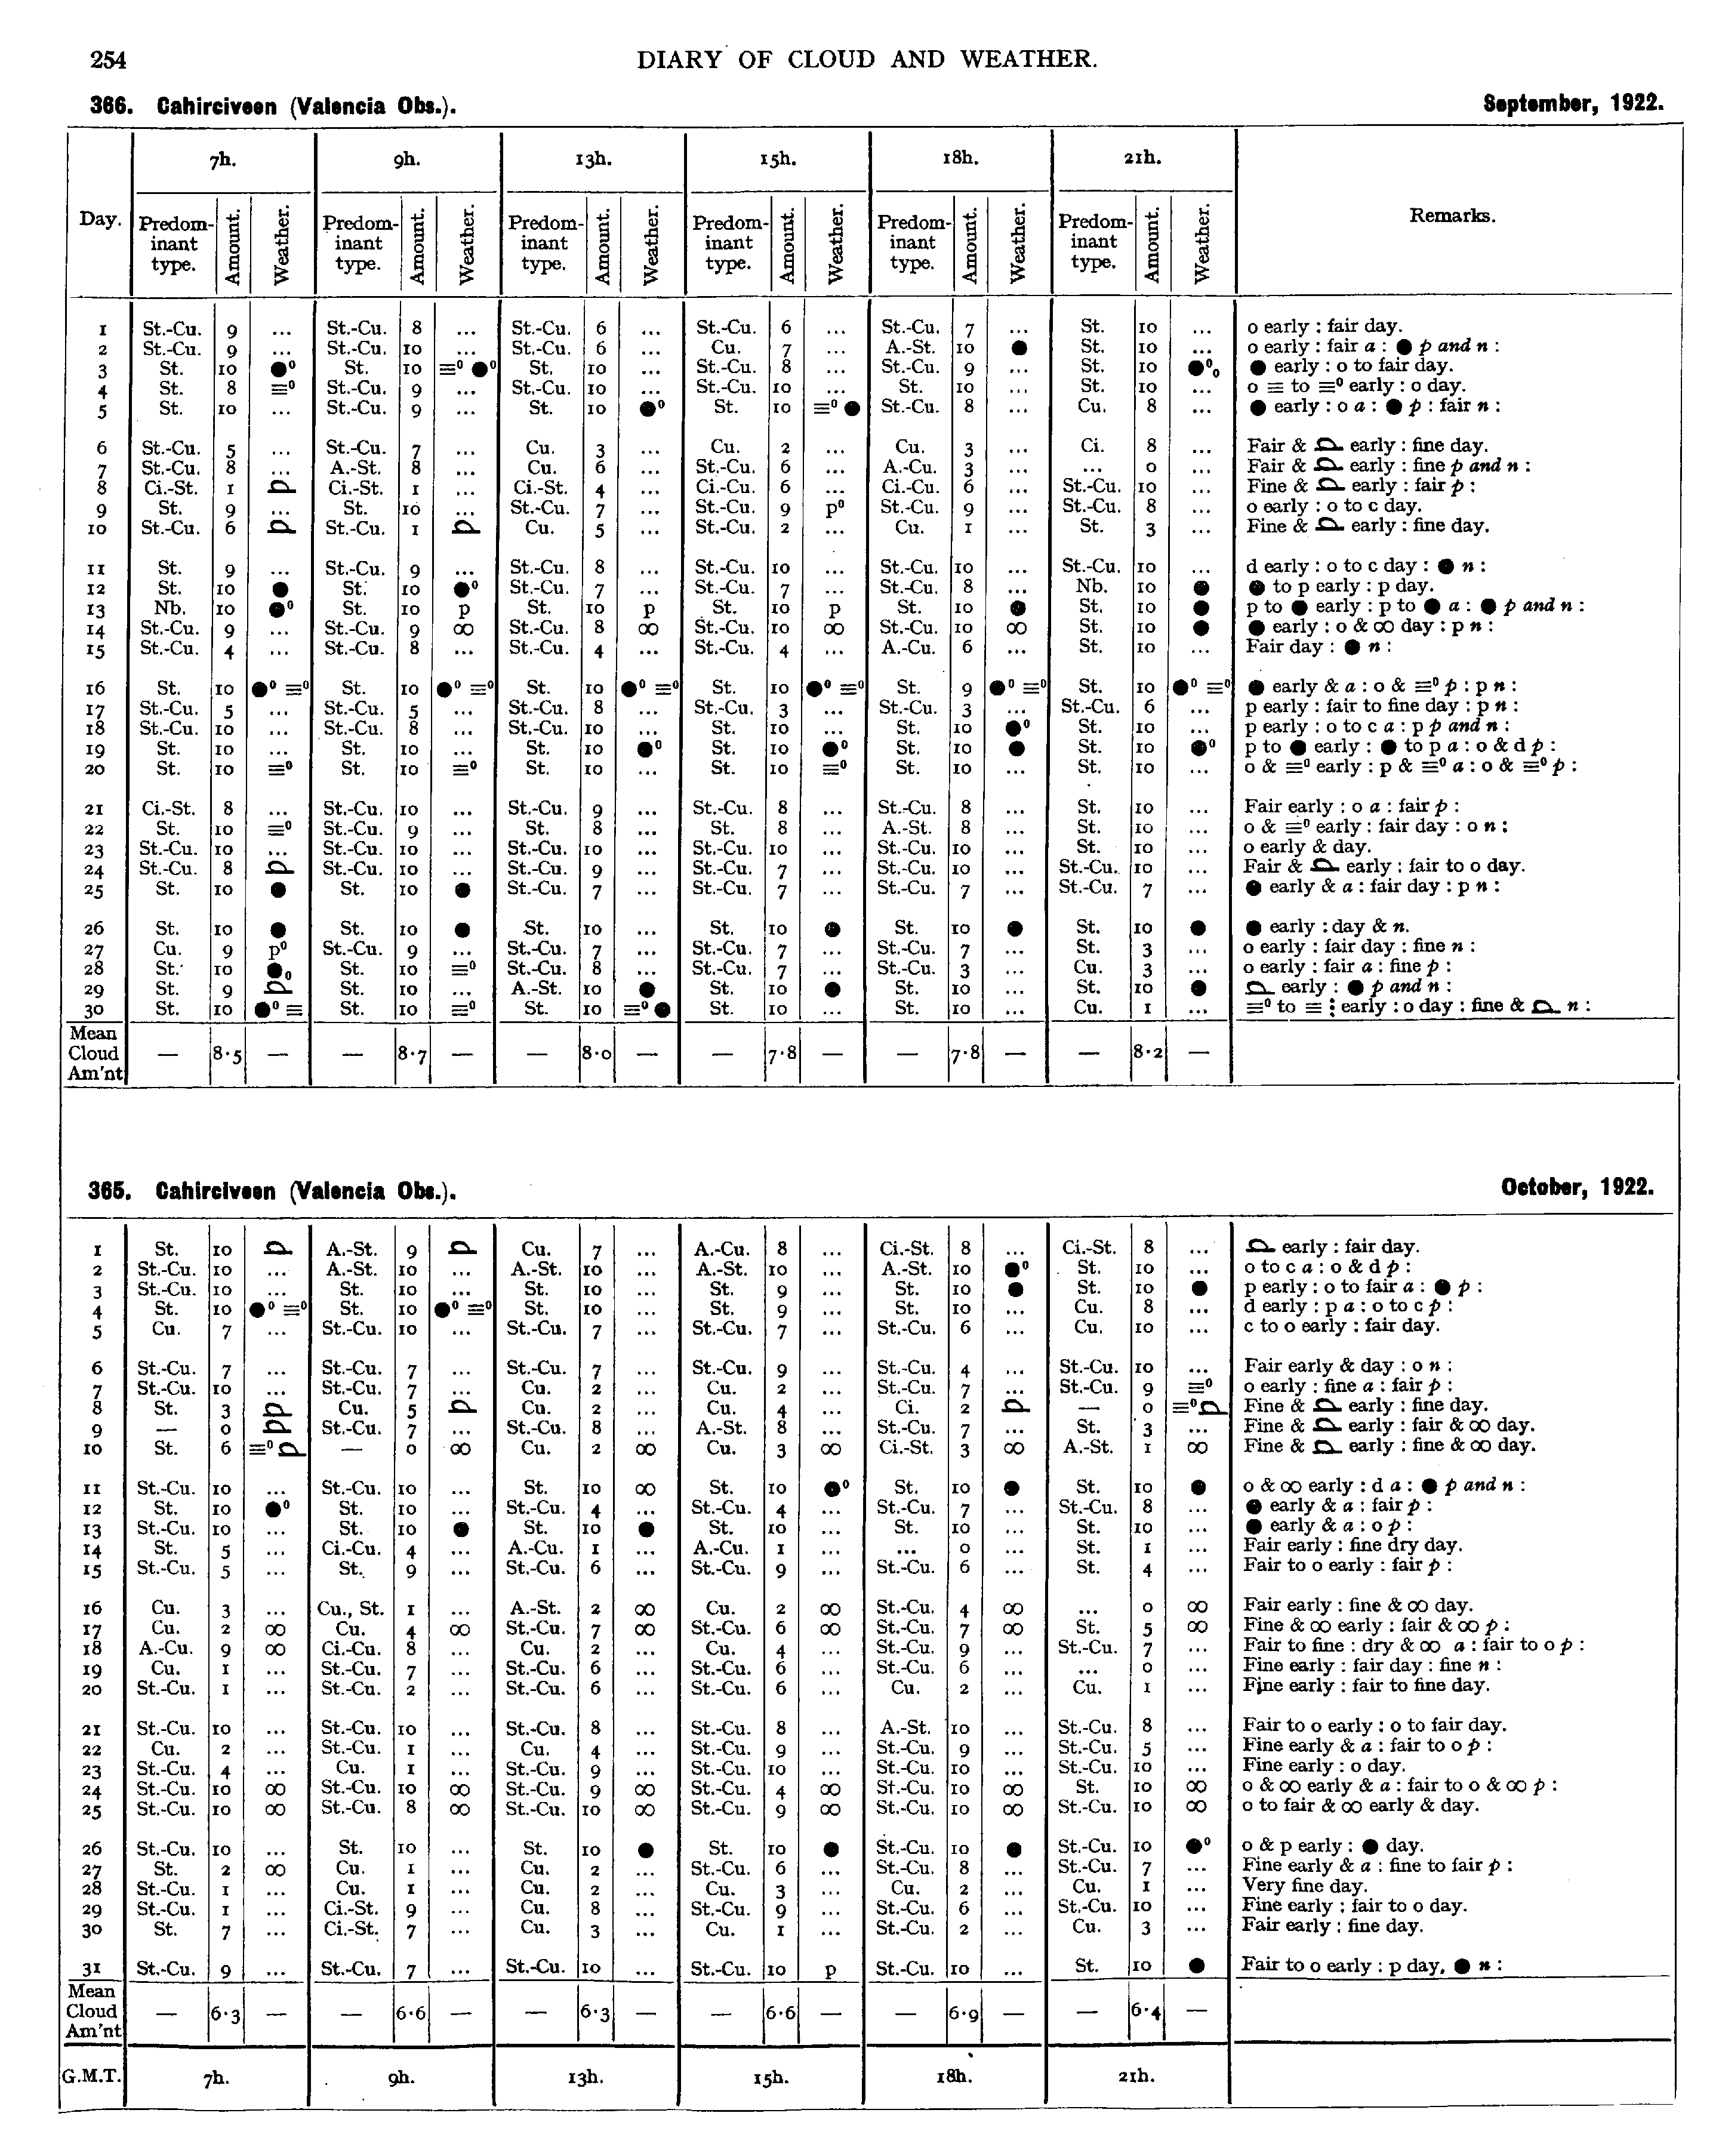 254 DIARY OF CLOUD AND WEATHER.
366. Cahirciveen (Valencia Obs.). September, 1922.
7h. 9h. 13h. 15h. 18h. 21h.
Day. Predom- Amount. Weather. Predom- Amount. Weather. Predom- Amount. Weather. Predom- Amount. Weather. Predom- Amount. Weather. Predom- Amount. Weather. Remarks.
inant inant inant inant inant inant
type. type. type. type. type. type.
1 St.-Cu. 9 ... St.-Cu. 8 ... St.-Cu. 6 ... St.-Cu. 6 ... St.-Cu. 7 ... St. 10 ... o early : fair day.
2 St.-Cu. 9 ... St.-Cu. 10 ... St.-Cu. 6 ... Cu. 7 ... A.-St. 10 ● St. 10 ... o early : fair a : ● p and n :
3 St. 10 ●⁰ St. 10 ≡⁰ ●⁰ St. 10 ... St.-Cu. 8 ... St.-Cu. 9 ... St. 10 ●⁰₀ ● early : o to fair day.
4 St. 8 ≡⁰ St.-Cu. 9 ... St.-Cu. 10 ... St.-Cu. 10 ... St. 10 ... St. 10 ... o ≡ to ≡⁰ early : o day.
5 St. 10 ... St.-Cu. 9 ... St. 10 ●⁰ St. 10 ≡⁰ ● St.-Cu. 8 ... Cu. 8 ... ● early : o a : ● p : fair n :
6 St.-Cu. 5 ... St.-Cu. 7 ... Cu. 3 ... Cu. 2 ... Cu. 3 ... Ci. 8 ... Fair & ⌓ early : fine day.
7 St.-Cu. 8 ... A.-St. 8 ... Cu. 6 ... St.-Cu. 6 ... A.-Cu. 3 ... ... 0 ... Fair & ⌓ early : fine p and n :
8 Ci.-St. 1 ⌓ Ci.-St. 1 ... Ci.-St. 4 ... Ci.-Cu. 6 ... Ci.-Cu. 6 ... St.-Cu. 10 ... Fine & ⌓ early : fair p :
9 St. 9 ... St. 10 ... St.-Cu. 7 ... St.-Cu. 9 p⁰ St.-Cu. 9 ... St.-Cu. 8 ... o early : o to c day.
10 St.-Cu. 6 ⌓ St.-Cu. 1 ⌓ Cu. 5 ... St.-Cu. 2 ... Cu. 1 ... St. 3 ... Fine & ⌓ early : fine day.
11 St. 9 ... St.-Cu. 9 ... St.-Cu. 8 ... St.-Cu. 10 ... St.-Cu. 10 ... St.-Cu. 10 ... d early : o to c day : ● n :
12 St. 10 ● St. 10 ●⁰ St.-Cu. 7 ... St.-Cu. 7 ... St.-Cu. 8 ... Nb. 10 ● ● to p early : p day.
13 Nb. 10 ●⁰ St. 10 p St. 10 p St. 10 p St. 10 ● St. 10 ● p to ● early : p to ● a : ● p and n :
14 St.-Cu. 9 ... St.-Cu. 9 ∞ St.-Cu. 8 ∞ St.-Cu. 10 ∞ St.-Cu. 10 ∞ St. 10 ● ● early : o & ∞ day : p n :
15 St.-Cu. 4 ... St.-Cu. 8 ... St.-Cu. 4 ... St.-Cu. 4 ... A.-Cu. 6 ... St. 10 ... Fair day : ● n :
16 St. 10 ●⁰ ≡⁰ St. 10 ●⁰ ≡⁰ St. 10 ●⁰ ≡⁰ St. 10 ●⁰ ≡⁰ St. 9 ●⁰ ≡⁰ St. 10 ●⁰ ≡⁰ ● early & a : o & ≡⁰ p : p n :
17 St.-Cu. 5 ... St.-Cu. 5 ... St.-Cu. 8 ... St.-Cu. 3 ... St.-Cu. 3 ... St.-Cu. 6 ... p early : fair to fine day : p n :
18 St.-Cu. 10 ... St.-Cu. 8 ... St.-Cu. 10 ... St. 10 ... St. 10 ●⁰ St. 10 ... p early : o to c a : p p and n :
19 St. 10 ... St. 10 ... St. 10 ●⁰ St. 10 ●⁰ St. 10 ● St. 10 ●⁰ p to ● early : ● to p a : o & d p :
20 St. 10 ≡⁰ St. 10 ≡⁰ St. 10 ... St. 10 ≡⁰ St. 10 ... St. 10 ... o & ≡⁰ early : p & ≡⁰ a : o & ≡⁰ p :
21 Ci.-St. 8 ... St.-Cu. 10 ... St.-Cu. 9 ... St.-Cu. 8 ... St.-Cu. 8 ... St. 10 ... Fair early : o a : fair p :
22 St. 10 ≡⁰ St.-Cu. 9 ... St. 8 ... St. 8 ... A.-St. 8 ... St. 10 ... o & ≡⁰ early : fair day : o n :
23 St.-Cu. 10 ... St.-Cu. 10 ... St.-Cu. 10 ... St.-Cu. 10 ... St.-Cu. 10 ... St. 10 ... o early & day.
24 St.-Cu. 8 ⌓ St.-Cu. 10 ... St.-Cu. 9 ... St.-Cu. 7 ... St.-Cu. 10 ... St.-Cu. 10 ... Fair & ⌓ early : fair to o day.
25 St. 10 ● St. 10 ● St.-Cu. 7 ... St.-Cu. 7 ... St.-Cu. 7 ... St.-Cu. 7 ... ● early & a : fair day : p n :
26 St. 10 ● St. 10 ● St. 10 ... St. 10 ● St. 10 ● St. 10 ● ● early : day & n.
27 Cu. 9 p⁰ St.-Cu. 9 ... St.-Cu. 7 ... St.-Cu. 7 ... St.-Cu. 7 ... St. 3 ... o early : fair day : fine n :
28 St. 10 ●₀ St. 10 ≡⁰ St.-Cu. 8 ... St.-Cu. 7 ... St.-Cu. 3 ... Cu. 3 ... o early : fair a : fine p :
29 St. 9 ⌓ St. 10 ... A.-St. 10 ● St. 10 ● St. 10 ... St. 10 ● ⌓ early : ● p and n :
30 St. 10 ●⁰ ≡ St. 10 ≡⁰ St. 10 ≡⁰ ● St. 10 ... St. 10 ... Cu. 1 ... ≡⁰ to ≡ : early : o day : fine & ⌓ n :
Mean
Cloud — 8·5 — — 8·7 — — 8·0 — — 7·8 — — 7·8 — — 8·2 —
Am'nt
365. Cahirciveen (Valencia Obs.). October, 1922.
1 St. 10 ⌓ A.-St. 9 ⌓ Cu. 7 ... A.-Cu. 8 ... Ci.-St. 8 ... Ci.-St. 8 ... ⌓ early : fair day.
2 St.-Cu. 10 ... A.-St. 10 ... A.-St. 10 ... A.-St. 10 ... A.-St. 10 ●⁰ St. 10 ... o to c a : o & d p :
3 St.-Cu. 10 ... St. 10 ... St. 10 ... St. 9 ... St. 10 ● St. 10 ● p early : o to fair a : ● p :
4 St. 10 ●⁰ ≡⁰ St. 10 ●⁰ ≡⁰ St. 10 ... St. 9 ... St. 10 ... Cu. 8 ... d early : p a : o to c p :
5 Cu. 7 ... St.-Cu. 10 ... St.-Cu. 7 ... St.-Cu. 7 ... St.-Cu. 6 ... Cu. 10 ... c to o early : fair day.
6 St.-Cu. 7 ... St.-Cu. 7 ... St.-Cu. 7 ... St.-Cu. 9 ... St.-Cu. 4 ... St.-Cu. 10 ... Fair early & day : o n :
7 St.-Cu. 10 ... St.-Cu. 7 ... Cu. 2 ... Cu. 2 ... St.-Cu. 7 ... St.-Cu. 9 ≡⁰ o early : fine a : fair p :
8 St. 3 ⌓ Cu. 5 ⌓ Cu. 2 ... Cu. 4 ... Ci. 2 ⌓ — 0 ≡⁰ ⌓ Fine & ⌓ early : fine day.
9 — 0 ⌓ St.-Cu. 7 ... St.-Cu. 8 ... A.-St. 8 ... St.-Cu. 7 ... St. 3 ... Fine & ⌓ early : fair & ∞ day.
10 St. 6 ≡⁰ ⌓ — 0 ∞ Cu. 2 ∞ Cu. 3 ∞ Ci.-St. 3 ∞ A.-St. 1 ∞ Fine & ⌓ early : fine & ∞ day.
11 St.-Cu. 10 ... St.-Cu. 10 ... St. 10 ∞ St. 10 ●⁰ St. 10 ● St. 10 ● o & ∞ early : d a : ● p and n :
12 St. 10 ●⁰ St. 10 ... St.-Cu. 4 ... St.-Cu. 4 ... St.-Cu. 7 ... St.-Cu. 8 ... ● early & a : fair p :
13 St.-Cu. 10 ... St. 10 ● St. 10 ● St. 10 ... St. 10 ... St. 10 ... ● early & a : o p :
14 St. 5 ... Ci.-Cu. 4 ... A.-Cu. 1 ... A.-Cu. 1 ... ... 0 ... St. 1 ... Fair early : fine dry day.
15 St.-Cu. 5 ... St. 9 ... St.-Cu. 6 ... St.-Cu. 9 ... St.-Cu. 6 ... St. 4 ... Fair to o early : fair p :
16 Cu. 3 ... Cu., St. 1 ... A.-St. 2 ∞ Cu. 2 ∞ St.-Cu. 4 ∞ ... 0 ∞ Fair early : fine & ∞ day.
17 Cu. 2 ∞ Cu. 4 ∞ St.-Cu. 7 ∞ St.-Cu. 6 ∞ St.-Cu. 7 ∞ St. 5 ∞ Fine & ∞ early : fair & ∞ p :
18 A.-Cu. 9 ∞ Ci.-Cu. 8 ... Cu. 2 ... Cu. 4 ... St.-Cu. 9 ... St.-Cu. 7 ... Fair to fine : dry & ∞ a : fair to o p :
19 Cu. 1 ... St.-Cu. 7 ... St.-Cu. 6 ... St.-Cu. 6 ... St.-Cu. 6 ... ... 0 ... Fine early : fair day : fine n :
20 St.-Cu. 1 ... St.-Cu. 2 ... St.-Cu. 6 ... St.-Cu. 6 ... Cu. 2 ... Cu. 1 ... Fine early : fair to fine day.
21 St.-Cu. 10 ... St.-Cu. 10 ... St.-Cu. 8 ... St.-Cu. 8 ... A.-St. 10 ... St.-Cu. 8 ... Fair to o early : o to fair day.
22 Cu. 2 ... St.-Cu. 1 ... Cu. 4 ... St.-Cu. 9 ... St.-Cu. 9 ... St.-Cu. 5 ... Fine early & a : fair to o p :
23 St.-Cu. 4 ... Cu. 1 ... St.-Cu. 9 ... St.-Cu. 10 ... St.-Cu. 10 ... St.-Cu. 10 ... Fine early : o day.
24 St.-Cu. 10 ∞ St.-Cu. 10 ∞ St.-Cu. 9 ∞ St.-Cu. 4 ∞ St.-Cu. 10 ∞ St. 10 ∞ o & ∞ early & a : fair to o & ∞ p :
25 St.-Cu. 10 ∞ St.-Cu. 8 ∞ St.-Cu. 10 ∞ St.-Cu. 9 ∞ St.-Cu. 10 ∞ St.-Cu. 10 ∞ o to fair & ∞ early & day.
26 St.-Cu. 10 ... St. 10 ... St. 10 ● St. 10 ● St.-Cu. 10 ● St.-Cu. 10 ●⁰ o & p early : ● day.
27 St. 2 ∞ Cu. 1 ... Cu. 2 ... St.-Cu. 6 ... St.-Cu. 8 ... St.-Cu. 7 ... Fine early & a : fine to fair p :
28 St.-Cu. 1 ... Cu. 1 ... Cu. 2 ... Cu. 3 ... Cu. 2 ... Cu. 1 ... Very fine day.
29 St.-Cu. 1 ... Ci.-St. 9 ... Cu. 8 ... St.-Cu. 9 ... St.-Cu. 6 ... St.-Cu. 10 ... Fine early : fair to o day.
30 St. 7 ... Ci.-St. 7 ... Cu. 3 ... Cu. 1 ... St.-Cu. 2 ... Cu. 3 ... Fair early : fine day.
31 St.-Cu. 9 ... St.-Cu. 7 ... St.-Cu. 10 ... St.-Cu. 10 p St.-Cu. 10 ... St. 10 ● Fair to o early : p day. ● n :
Mean
Cloud — 6·3 — — 6·6 — — 6·3 — — 6·6 — — 6·9 — — 6·4 —
Am'nt
G.M.T. 7h. 9h. 13h. 15h. 18h. 21h.